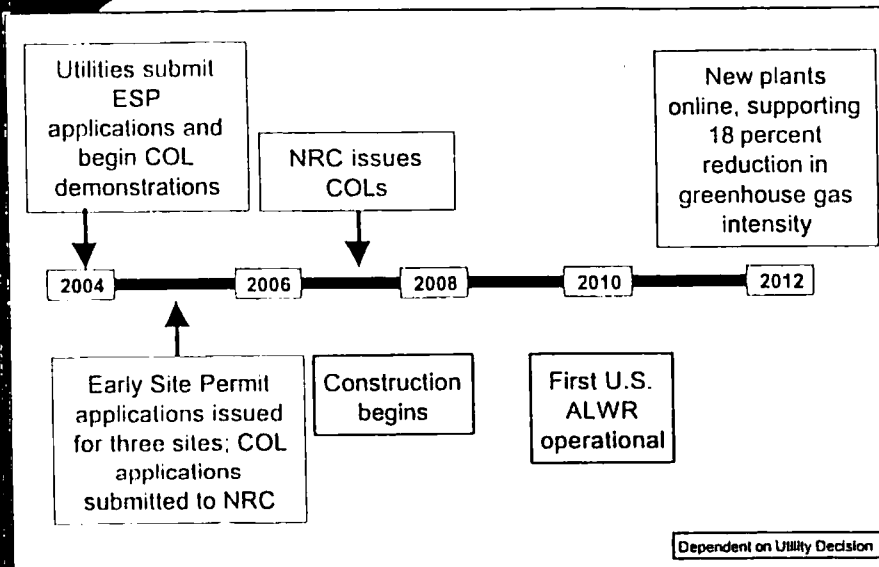 Utilities submit
ESP
applications and
begin COL
demonstrations
NRC issues
COLs
New plants
online, supporting
18 percent
reduction in
greenhouse gas
intensity
2004
2006
2008
2010
2012
Early Site Permit
applications issued
for three sites; COL
applications
submitted to NRC
Construction
begins
First U.S.
ALWR
operational
Dependent on Utility Decision